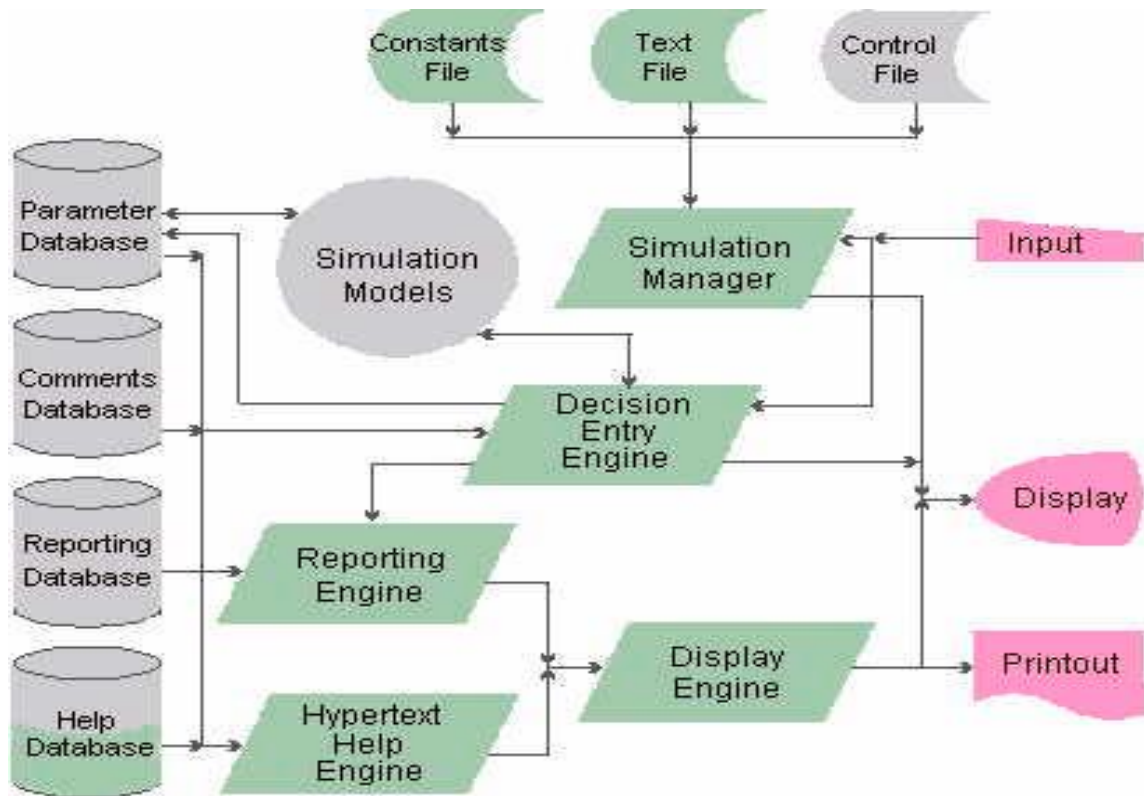 Constants
File
Text
File
Control
File
Parameter
Database
Simulation
Models
Simulation
Manager
Input
Comments
Database
Decision
Entry
Engine
Reporting
Database
Reporting
Engine
Display
Help
Database
Hypertext
Help
Engine
Display
Engine
Printout